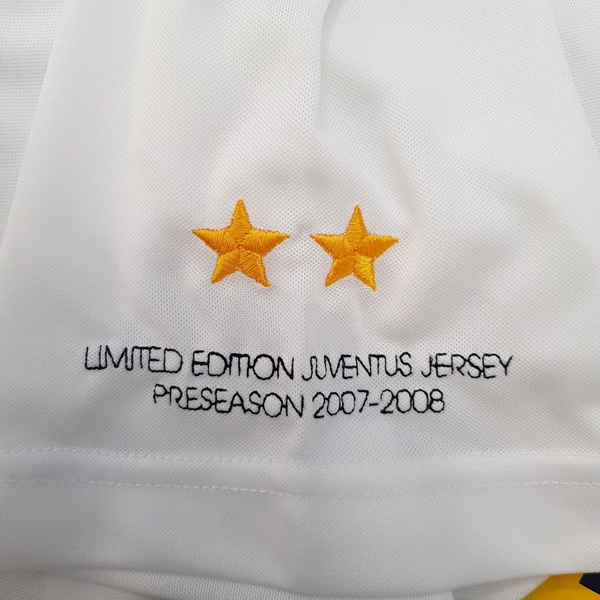 LIMITED EDITION JUVENTUS JERSEY
PRESEASON 2007-2008